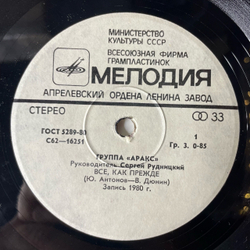 МИНИСТЕРСТВО
КУЛЬТУРЫ СССР
ВСЕСОЮЗНАЯ ФИРМА
ГРАМПЛАСТИНОК
МЕЛОДИЯ
АПРЕЛЕВСКИЙ ОРДЕНА ЛЕНИНА ЗАВОД
СТЕРЕО 33
ГОСТ 5289-80 1
С62—16251 Гр. 3. 0-85
ГРУППА «АРАКС»
Руководитель Сергей Рудницкий
ВСЕ, КАК ПРЕЖДЕ
(Ю. Антонов—В. Дюнин)
Запись 1980 г.